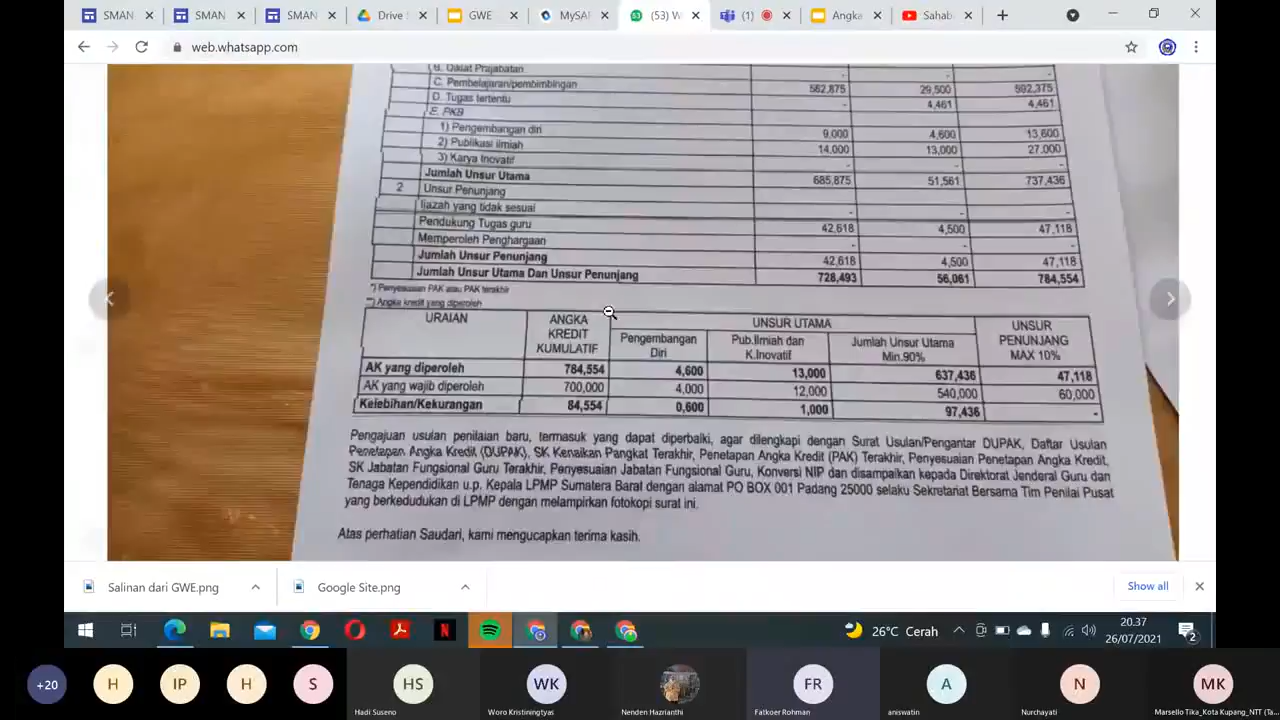 SMAN
SMAN
SMAN
Drive S
GWE
MySA
(53) W
(1)
Angka
Sahab
web.whatsapp.com
B. Diklat Prajabatan - - -
C. Pembelajaran/pembimbingan 562,875 29,500 592,375
D. Tugas tertentu - 4,461 4,461
E. PKB
1) Pengembangan diri 9,000 4,600 13,600
2) Publikasi ilmiah 14,000 13,000 27.000
3) Karya Inovatif - - -
Jumlah Unsur Utama 685,875 51,561 737,436
2 Unsur Penunjang
Ijazah yang tidak sesuai - - -
Pendukung Tugas guru 42,618 4,500 47,118
Memperoleh Penghargaan - - -
Jumlah Unsur Penunjang 42,618 4,500 47,118
Jumlah Unsur Utama Dan Unsur Penunjang 728,493 56,061 784,554
*) Penyesuaian PAK atau PAK terakhir
**) Angka kredit yang diperoleh
URAIAN ANGKA KREDIT KUMULATIF UNSUR UTAMA UNSUR PENUNJANG MAX 10%
Pengembangan Diri Pub.Ilmiah dan K.Inovatif Jumlah Unsur Utama Min.90%
AK yang diperoleh 784,554 4,600 13,000 637,436 47,118
AK yang wajib diperoleh 700,000 4.000 12,000 540,000 60,000
Kelebihan/Kekurangan 84,554 0,600 1,000 97,436 -
Pengajuan usulan penilaian baru, termasuk yang dapat diperbaiki, agar dilengkapi dengan Surat Usulan/Pengantar DUPAK, Daftar Usulan
Penetapan Angka Kredit (DUPAK), SK Kenaikan Pangkat Terakhir, Penetapan Angka Kredit (PAK) Terakhir, Penyesuaian Penetapan Angka Kredit,
SK Jabatan Fungsional Guru Terakhir, Penyesuaian Jabatan Fungsional Guru, Konversi NIP dan disampaikan kepada Direktorat Jenderal Guru dan
Tenaga Kependidikan u.p. Kepala LPMP Sumatera Barat dengan alamat PO BOX 001 Padang 25000 selaku Sekretariat Bersama Tim Penilai Pusat
yang berkedudukan di LPMP dengan melampirkan fotokopi surat ini.
Atas perhatian Saudari, kami mengucapkan terima kasih.
Salinan dari GWE.png
Google Site.png
Show all
26°C Cerah
20.37
26/07/2021
2
+20
H
IP
H
S
HS
Hadi Suseno
WK
Woro Kristiningtyas
Nenden Hazrianthi
FR
Fatkoer Rohman
A
aniswatin
N
Nurchayati
MK
Marsello Tika_Kota Kupang_NTT (Ta...